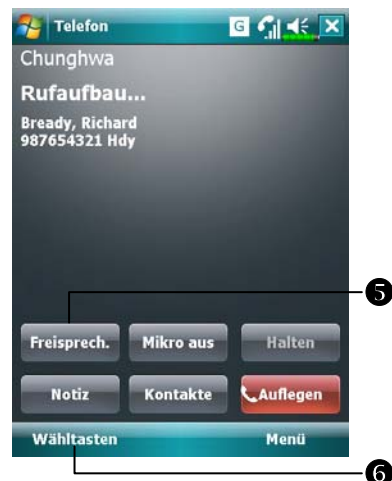 Telefon G
Chunghwa
Rufaufbau...
Bready, Richard
987654321 Hdy
5
Freisprech. Mikro aus Halten
Notiz Kontakte Auflegen
Wähltasten Menü
6